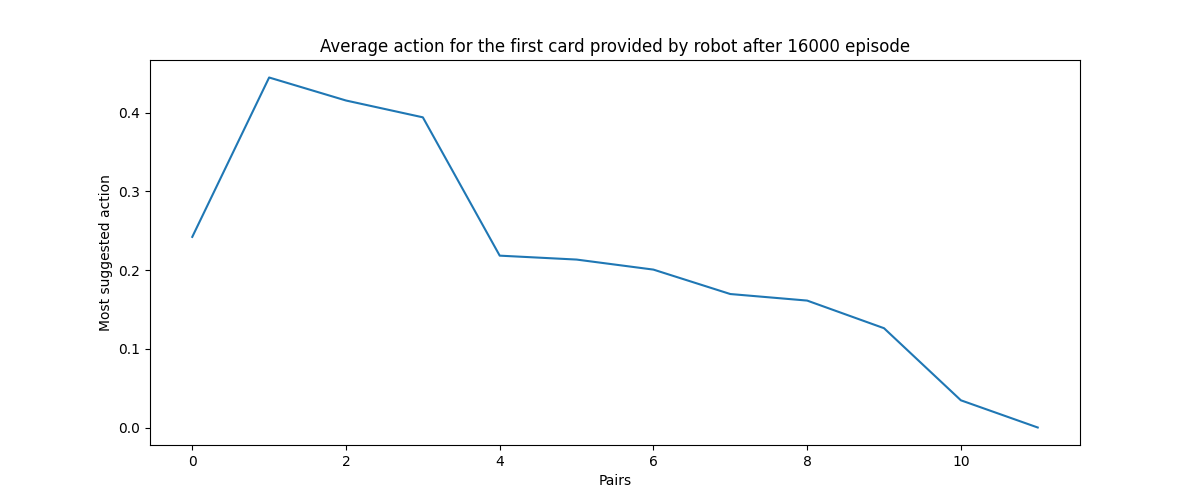 Average action for the first card provided by robot after 16000 episode
Most suggested action
0.4
0.3
0.2
0.1
0.0
0 2 4 6 8 10
Pairs